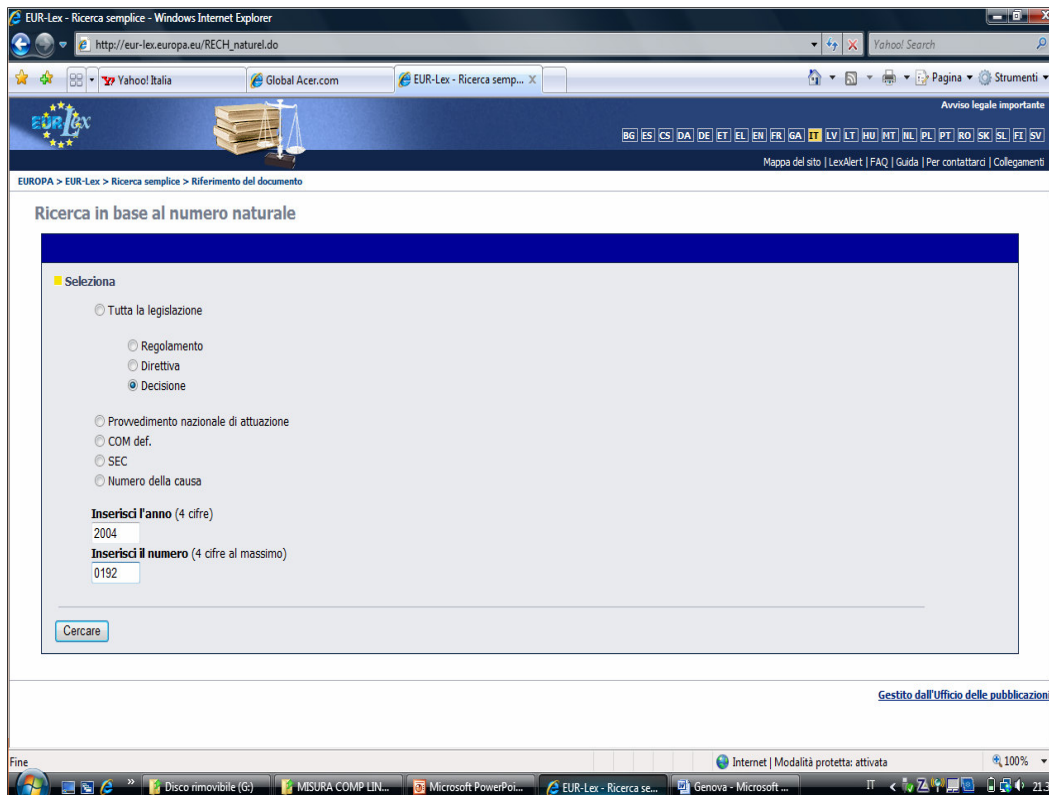 EUR-Lex - Ricerca semplice - Windows Internet Explorer
http://eur-lex.europa.eu/RECH_naturel.do
Yahoo! Search
Yahoo! Italia
Global Acer.com
EUR-Lex - Ricerca semp... X
Pagina
Strumenti
Avviso legale importante
EUR Lex
BG ES CS DA DE ET EL EN FR GA IT LV LT HU MT NL PL PT RO SK SL FI SV
Mappa del sito | LexAlert | FAQ | Guida | Per contattarci | Collegamenti
EUROPA > EUR-Lex > Ricerca semplice > Riferimento del documento
Ricerca in base al numero naturale
Seleziona
Tutta la legislazione
Regolamento
Direttiva
Decisione
Provvedimento nazionale di attuazione
COM def.
SEC
Numero della causa
Inserisci l'anno (4 cifre)
2004
Inserisci il numero (4 cifre al massimo)
0192
Cercare
Gestito dall'Ufficio delle pubblicazioni
Fine
Internet | Modalità protetta: attivata
100%
Disco rimovibile (G:)
MISURA COMP LIN...
Microsoft PowerPoi...
EUR-Lex - Ricerca se...
Genova - Microsoft ...
IT
21.3